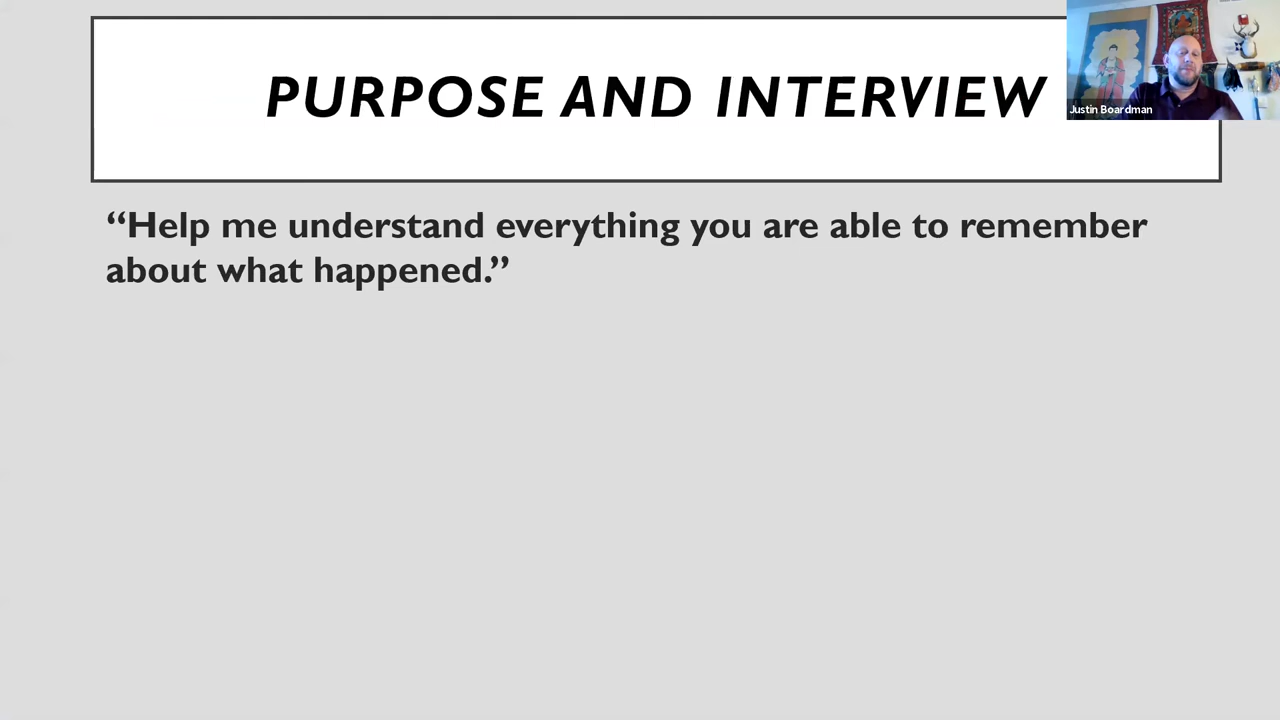 PURPOSE AND INTERVIEW
Justin Boardman
“Help me understand everything you are able to remember
about what happened.”